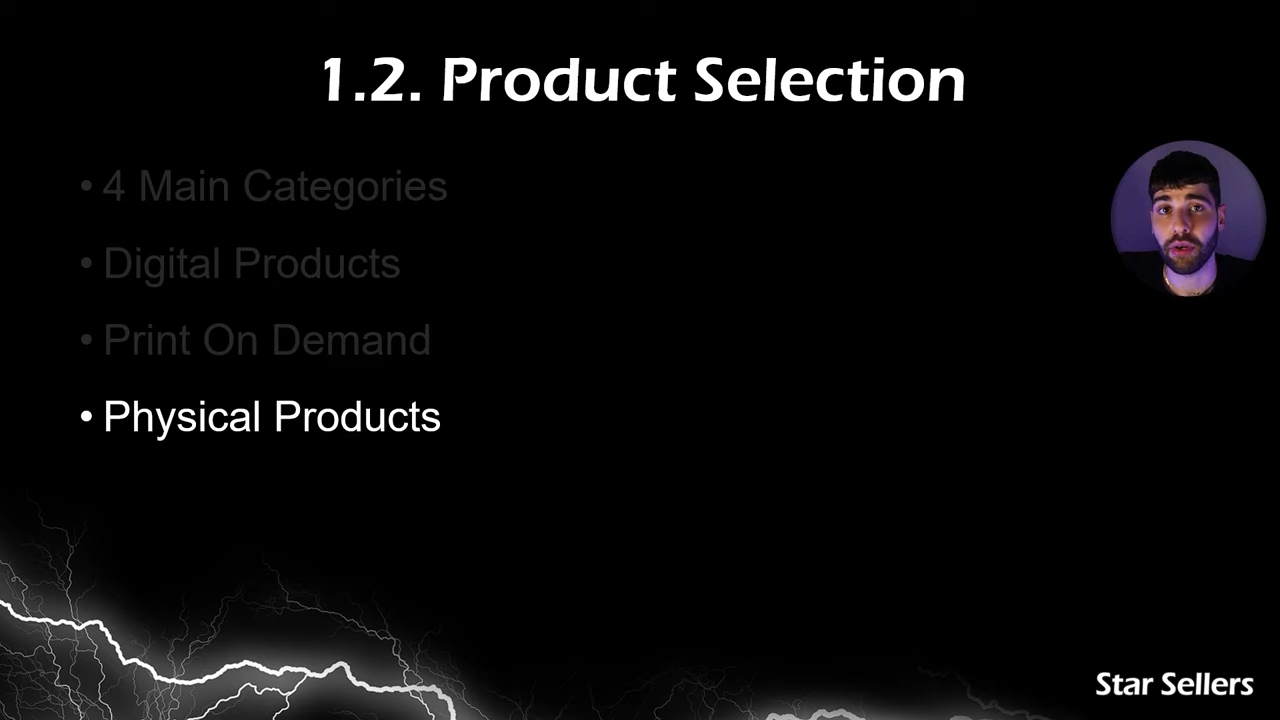 1.2. Product Selection
• 4 Main Categories
• Digital Products
• Print On Demand
• Physical Products
Star Sellers